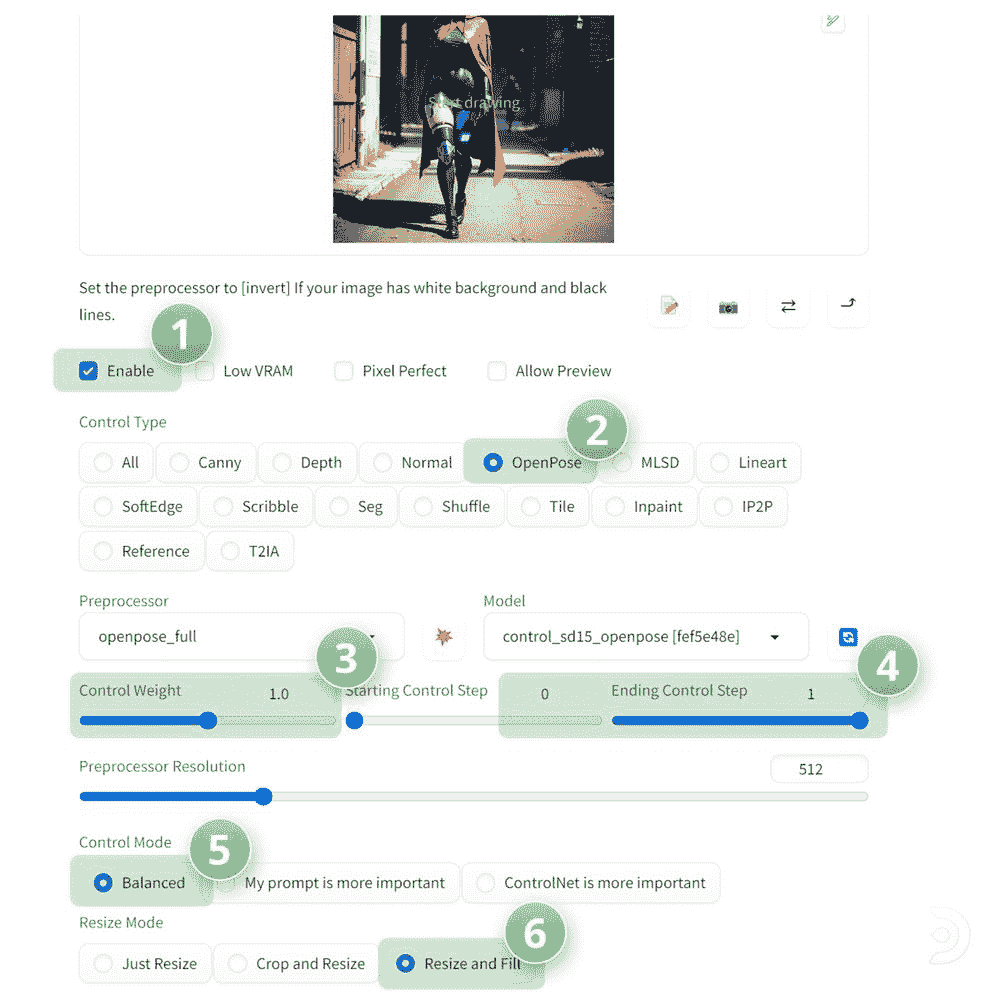 Start drawing
Set the preprocessor to [invert] If your image has white background and black
lines.
1
Enable
Low VRAM
Pixel Perfect
Allow Preview
Control Type
2
All
Canny
Depth
Normal
OpenPose
MLSD
Lineart
SoftEdge
Scribble
Seg
Shuffle
Tile
Inpaint
IP2P
Reference
T2IA
Preprocessor
Model
openpose_full
control_sd15_openpose [fef5e48e]
3
4
Control Weight
1.0
Starting Control Step
0
Ending Control Step
1
Preprocessor Resolution
512
Control Mode
5
Balanced
My prompt is more important
ControlNet is more important
Resize Mode
6
Just Resize
Crop and Resize
Resize and Fill